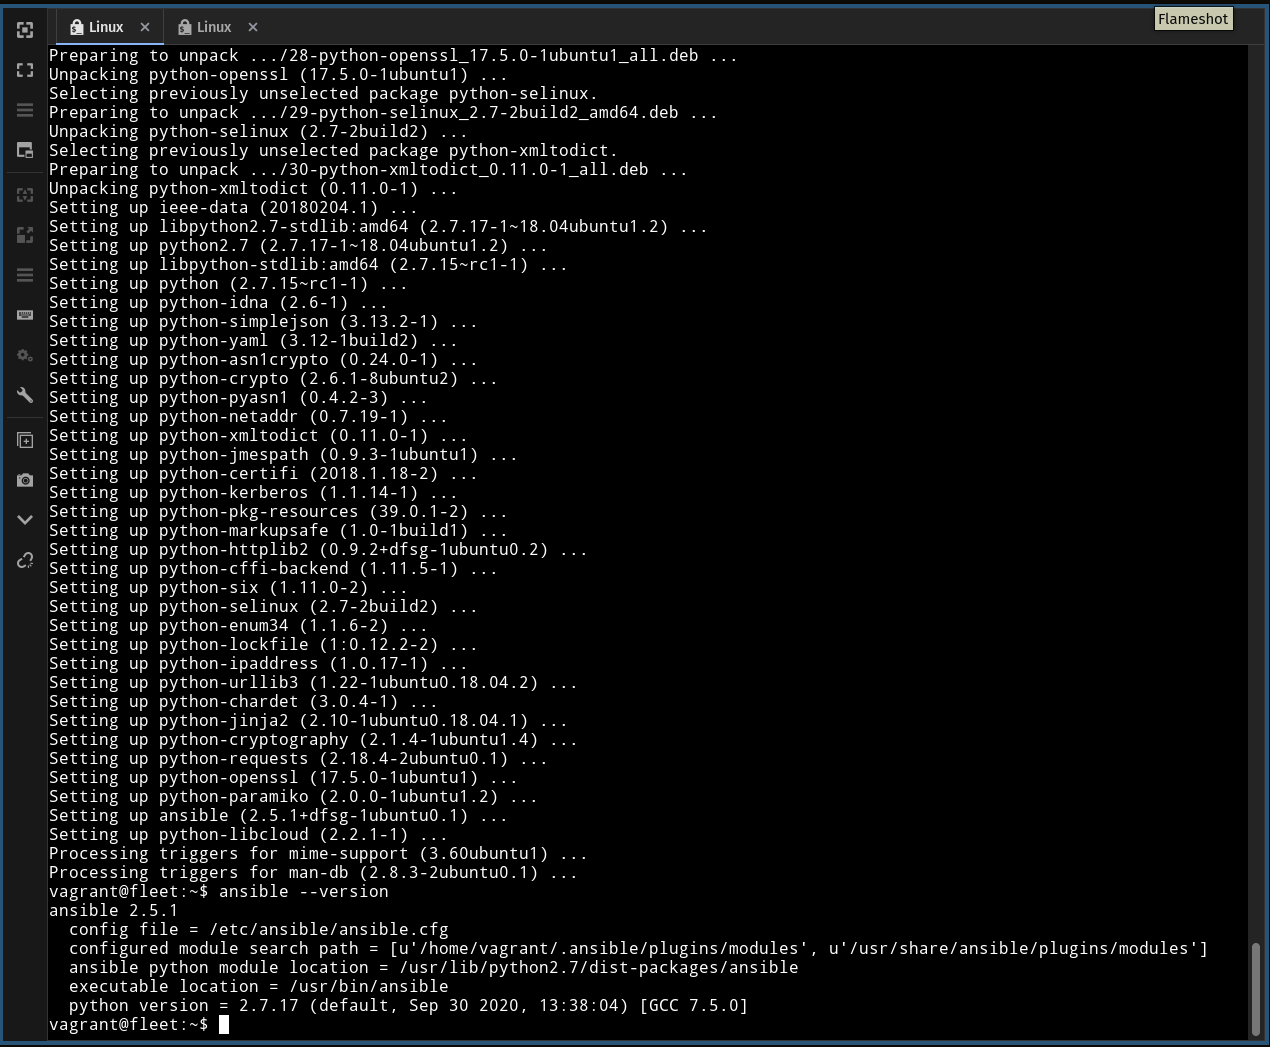 Linux
Linux
Flameshot
Preparing to unpack .../28-python-openssl_17.5.0-1ubuntu1_all.deb ...
Unpacking python-openssl (17.5.0-1ubuntu1) ...
Selecting previously unselected package python-selinux.
Preparing to unpack .../29-python-selinux_2.7-2build2_amd64.deb ...
Unpacking python-selinux (2.7-2build2) ...
Selecting previously unselected package python-xmltodict.
Preparing to unpack .../30-python-xmltodict_0.11.0-1_all.deb ...
Unpacking python-xmltodict (0.11.0-1) ...
Setting up ieee-data (20180204.1) ...
Setting up libpython2.7-stdlib:amd64 (2.7.17-1~18.04ubuntu1.2) ...
Setting up python2.7 (2.7.17-1~18.04ubuntu1.2) ...
Setting up libpython-stdlib:amd64 (2.7.15~rc1-1) ...
Setting up python (2.7.15~rc1-1) ...
Setting up python-idna (2.6-1) ...
Setting up python-simplejson (3.13.2-1) ...
Setting up python-yaml (3.12-1build2) ...
Setting up python-asn1crypto (0.24.0-1) ...
Setting up python-crypto (2.6.1-8ubuntu2) ...
Setting up python-pyasn1 (0.4.2-3) ...
Setting up python-netaddr (0.7.19-1) ...
Setting up python-xmltodict (0.11.0-1) ...
Setting up python-jmespath (0.9.3-1ubuntu1) ...
Setting up python-certifi (2018.1.18-2) ...
Setting up python-kerberos (1.1.14-1) ...
Setting up python-pkg-resources (39.0.1-2) ...
Setting up python-markupsafe (1.0-1build1) ...
Setting up python-httplib2 (0.9.2+dfsg-1ubuntu0.2) ...
Setting up python-cffi-backend (1.11.5-1) ...
Setting up python-six (1.11.0-2) ...
Setting up python-selinux (2.7-2build2) ...
Setting up python-enum34 (1.1.6-2) ...
Setting up python-lockfile (1:0.12.2-2) ...
Setting up python-ipaddress (1.0.17-1) ...
Setting up python-urllib3 (1.22-1ubuntu0.18.04.2) ...
Setting up python-chardet (3.0.4-1) ...
Setting up python-jinja2 (2.10-1ubuntu0.18.04.1) ...
Setting up python-cryptography (2.1.4-1ubuntu1.4) ...
Setting up python-requests (2.18.4-2ubuntu0.1) ...
Setting up python-openssl (17.5.0-1ubuntu1) ...
Setting up python-paramiko (2.0.0-1ubuntu1.2) ...
Setting up ansible (2.5.1+dfsg-1ubuntu0.1) ...
Setting up python-libcloud (2.2.1-1) ...
Processing triggers for mime-support (3.60ubuntu1) ...
Processing triggers for man-db (2.8.3-2ubuntu0.1) ...
vagrant@fleet:~$ ansible --version
ansible 2.5.1
  config file = /etc/ansible/ansible.cfg
  configured module search path = [u'/home/vagrant/.ansible/plugins/modules', u'/usr/share/ansible/plugins/modules']
  ansible python module location = /usr/lib/python2.7/dist-packages/ansible
  executable location = /usr/bin/ansible
  python version = 2.7.17 (default, Sep 30 2020, 13:38:04) [GCC 7.5.0]
vagrant@fleet:~$